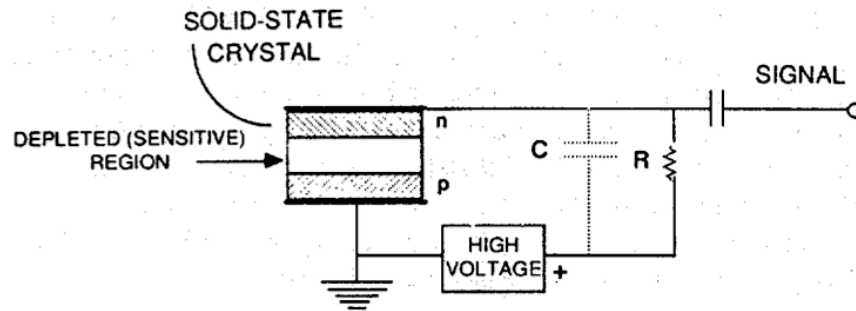 SOLID-STATE
CRYSTAL
SIGNAL
n
DEPLETED (SENSITIVE)
REGION
C
R
p
HIGH
VOLTAGE
+